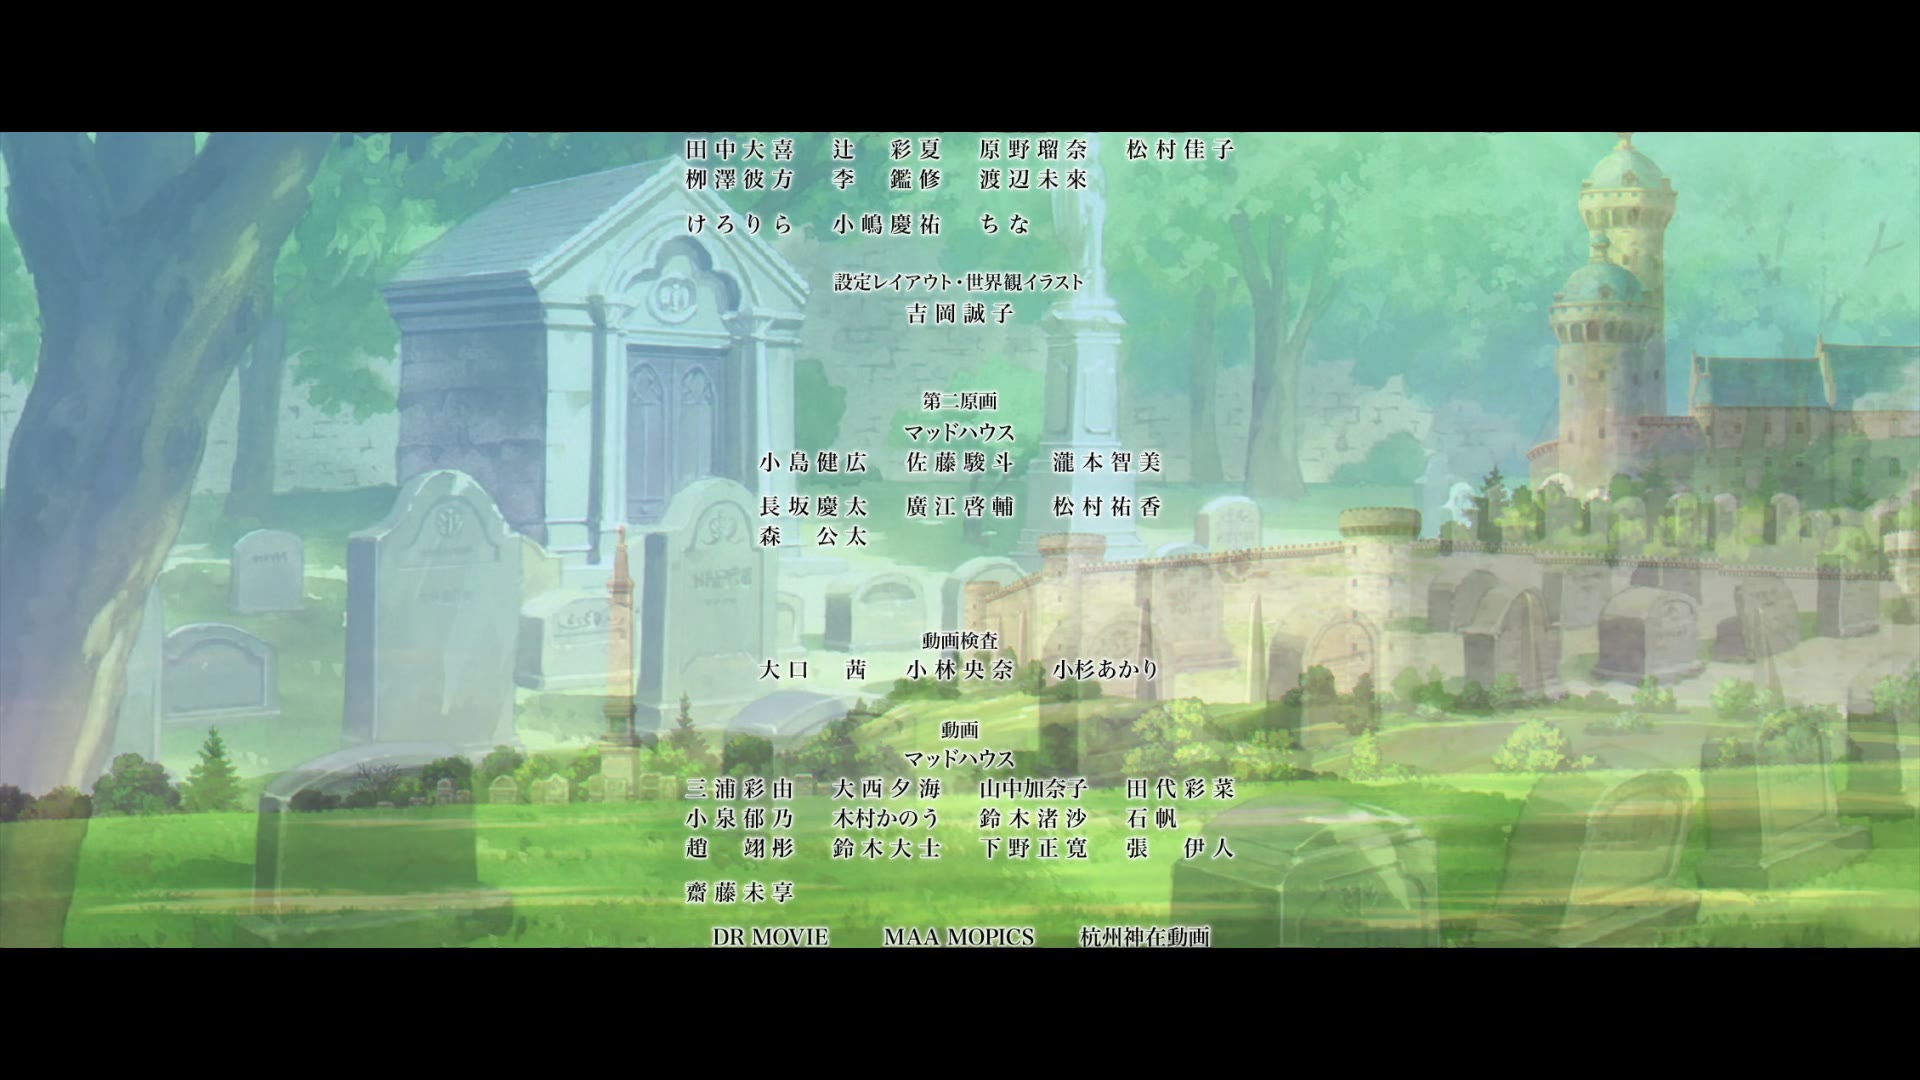 田中大喜　辻　彩夏　原野瑠奈　松村佳子
栁澤彼方　李　鑑修　渡辺未來
けろりら　小嶋慶祐　ちな
設定レイアウト・世界観イラスト
吉岡誠子
第二原画
マッドハウス
小島健広　佐藤駿斗　瀧本智美
長坂慶太　廣江啓輔　松村祐香
森　公太
動画検査
大口　茜　小林央奈　小杉あかり
動画
マッドハウス
三浦彩由　大西夕海　山中加奈子　田代彩菜
小泉郁乃　木村かのう　鈴木渚沙　石帆
趙　翊彤　鈴木大士　下野正寛　張　伊人
齋藤未享
DR MOVIE　MAA MOPICS　杭州神在動画